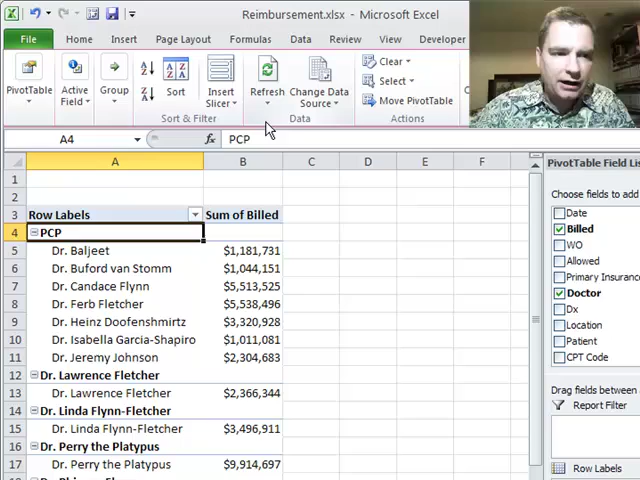 Reimbursement.xlsx - Microsoft Excel
File Home Insert Page Layout Formulas Data Review View Developer
PivotTable
Active Field
Group
Sort
Insert Slicer
Refresh
Change Data Source
Clear
Select
Move PivotTable
Sort & Filter Data Actions
A4 fx PCP
A B C D E F
PivotTable Field Lis
Choose fields to add
Date
Billed
WO
Allowed
Primary Insurance
Doctor
Dx
Location
Patient
CPT Code
Drag fields between
Report Filter
Row Labels
1
2
3 Row Labels Sum of Billed
4 PCP
5 Dr. Baljeet $1,181,731
6 Dr. Buford van Stomm $1,044,151
7 Dr. Candace Flynn $5,513,525
8 Dr. Ferb Fletcher $5,538,496
9 Dr. Heinz Doofenshmirtz $3,320,928
10 Dr. Isabella Garcia-Shapiro $1,011,081
11 Dr. Jeremy Johnson $2,304,683
12 Dr. Lawrence Fletcher
13 Dr. Lawrence Fletcher $2,366,344
14 Dr. Linda Flynn-Fletcher
15 Dr. Linda Flynn-Fletcher $3,496,911
16 Dr. Perry the Platypus
17 Dr. Perry the Platypus $9,914,697